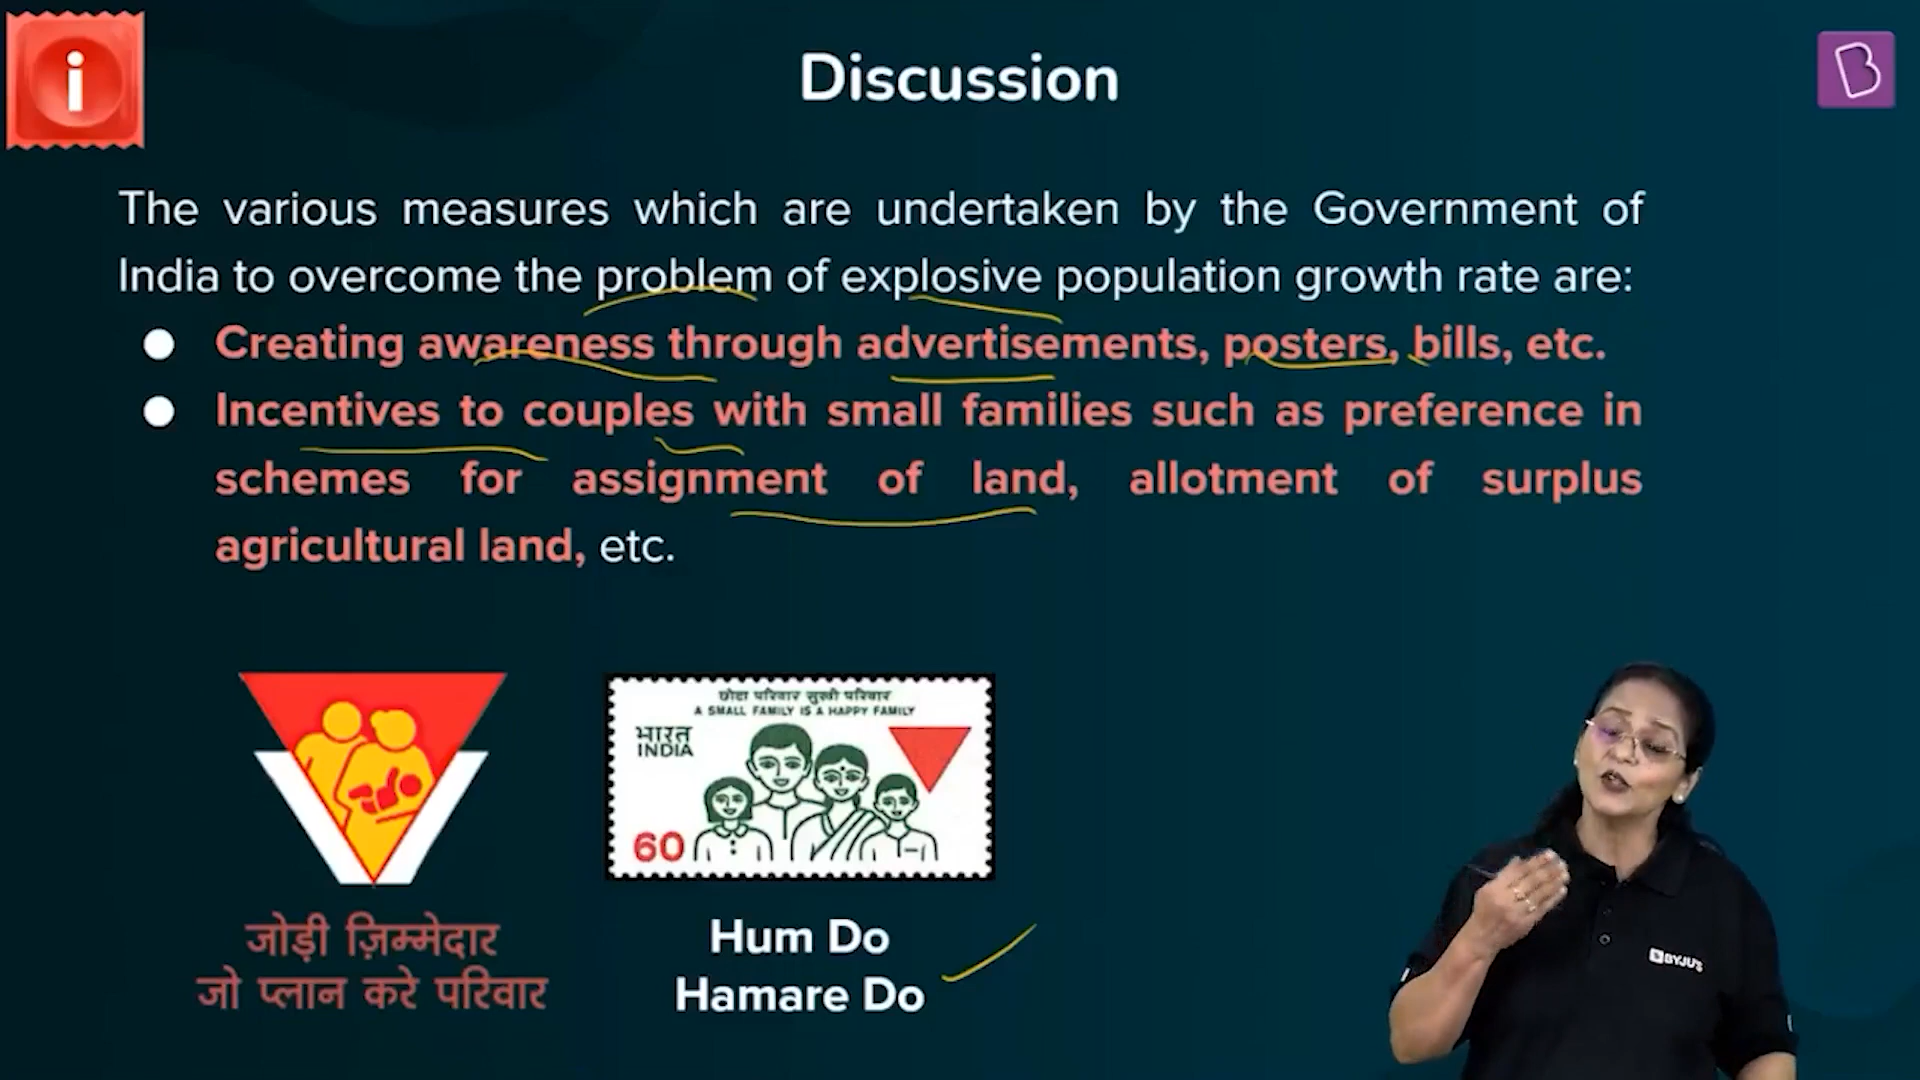 i
Discussion
B
The various measures which are undertaken by the Government of
India to overcome the problem of explosive population growth rate are:
Creating awareness through advertisements, posters, bills, etc.
Incentives to couples with small families such as preference in
schemes for assignment of land, allotment of surplus
agricultural land, etc.
छोटा परिवार सुखी परिवार
A SMALL FAMILY IS A HAPPY FAMILY
भारत
INDIA
60
जोड़ी ज़िम्मेदार
जो प्लान करे परिवार
Hum Do
Hamare Do
BYJU'S